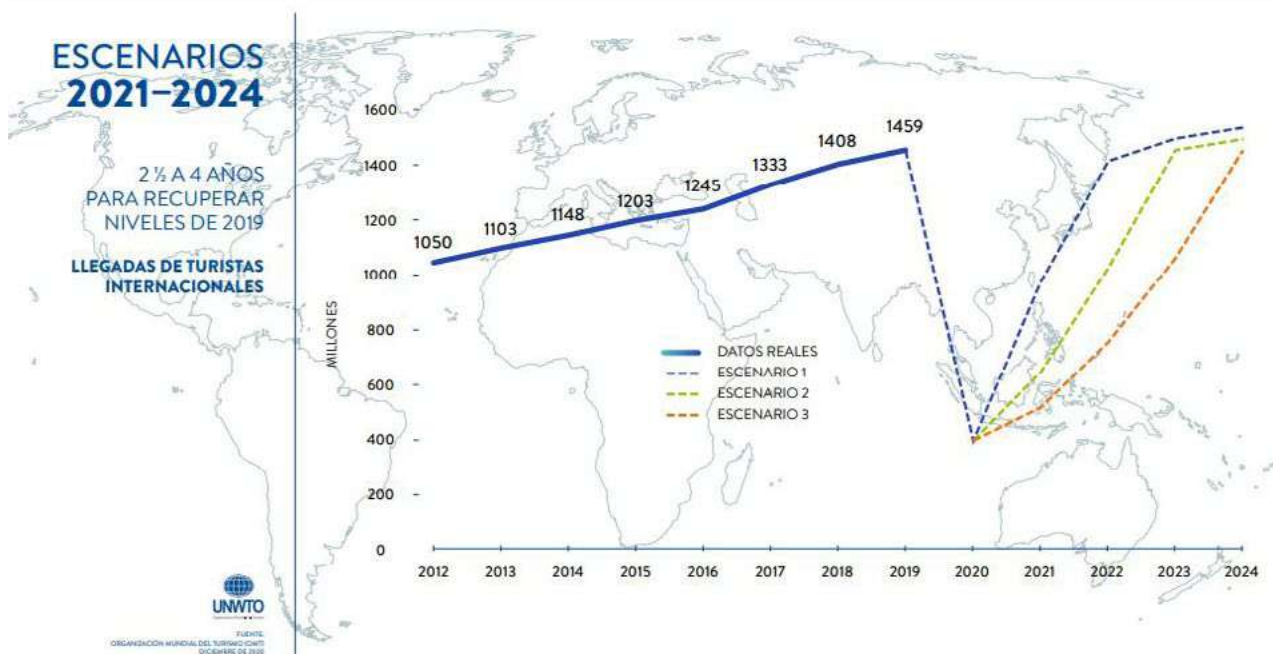 ESCENARIOS
2021–2024
2 ½ A 4 AÑOS
PARA RECUPERAR
NIVELES DE 2019
LLEGADAS DE TURISTAS
INTERNACIONALES
UNWTO
FUENTE:
ORGANIZACIÓN MUNDIAL DEL TURISMO (OMT)
DICIEMBRE DE 2020
MILLONES
1600
1400
1200
1000
800
600
400
200
0
1050
1103
1148
1203
1245
1333
1408
1459
DATOS REALES
ESCENARIO 1
ESCENARIO 2
ESCENARIO 3
2012 2013 2014 2015 2016 2017 2018 2019 2020 2021 2022 2023 2024